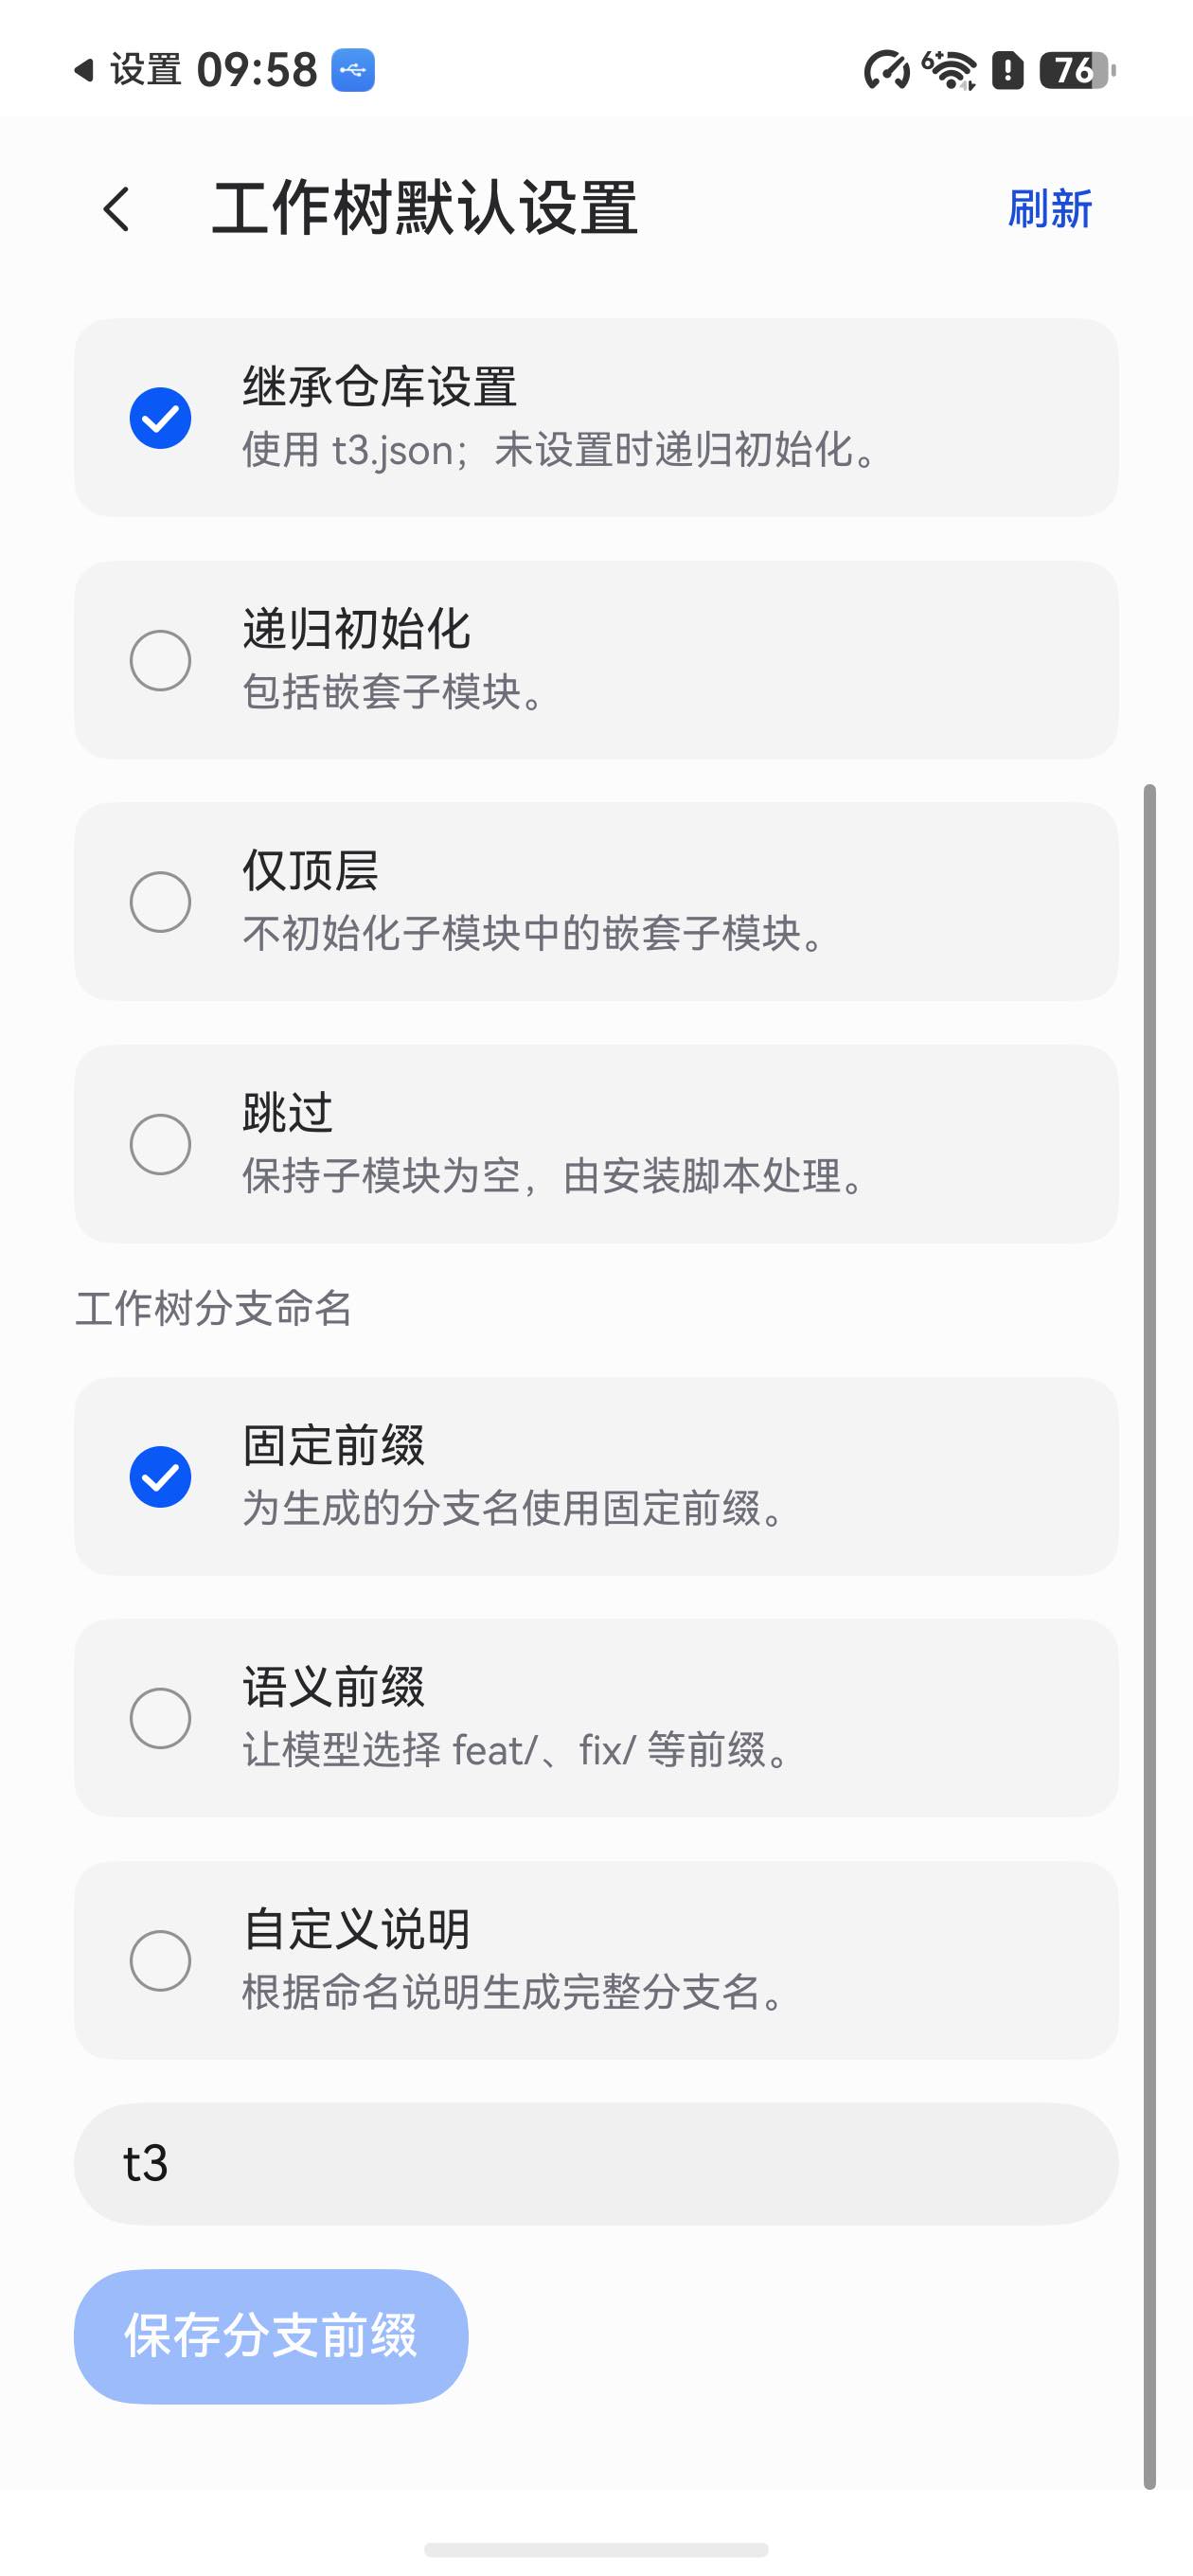 设置 09:58
6+ 76
工作树默认设置
刷新
继承仓库设置
使用 t3.json；未设置时递归初始化。
递归初始化
包括嵌套子模块。
仅顶层
不初始化子模块中的嵌套子模块。
跳过
保持子模块为空，由安装脚本处理。
工作树分支命名
固定前缀
为生成的分支名使用固定前缀。
语义前缀
让模型选择 feat/、fix/ 等前缀。
自定义说明
根据命名说明生成完整分支名。
t3
保存分支前缀